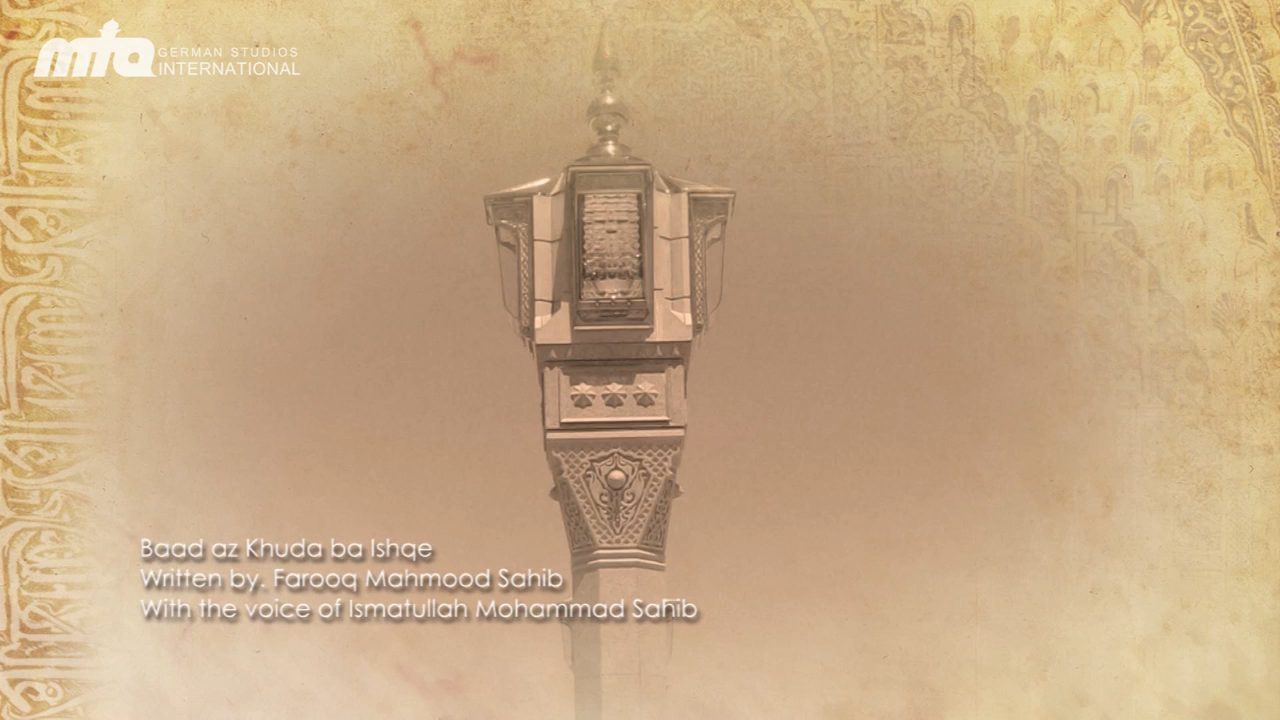 mta GERMAN STUDIOS
INTERNATIONAL
Baad az Khuda ba Ishqe
Written by. Farooq Mahmood Sahib
With the voice of Ismatullah Mohammad Sahib